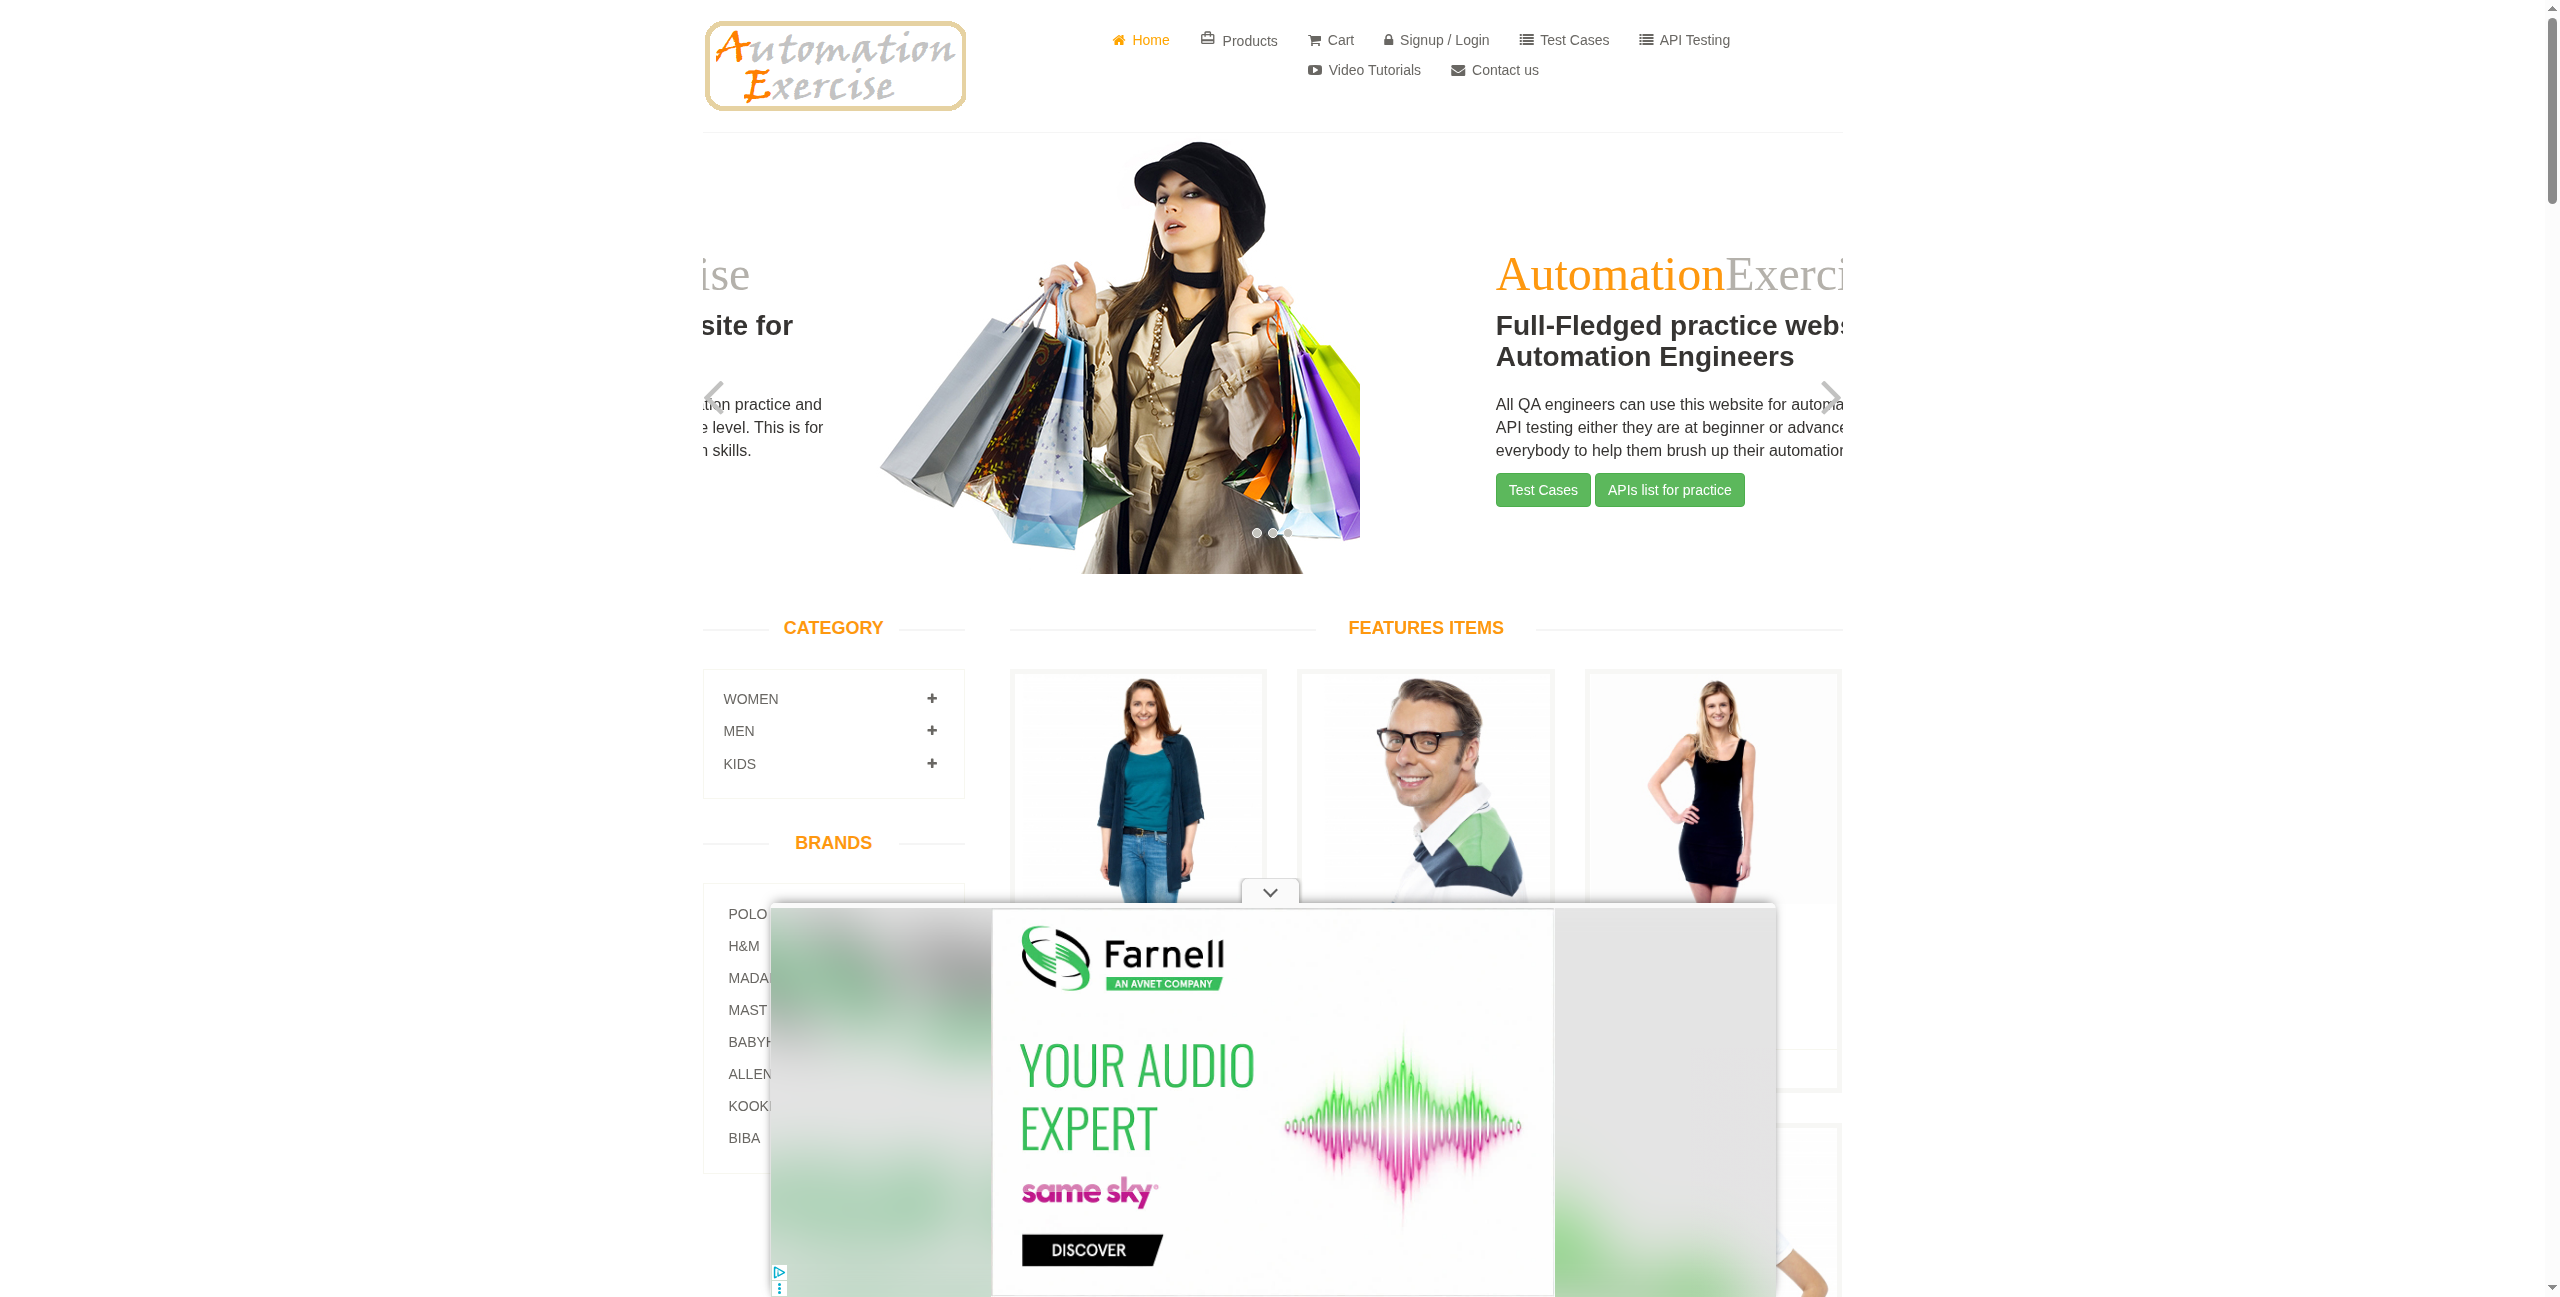 Automation
Exercise
Home
Products
Cart
Signup / Login
Test Cases
API Testing
Video Tutorials
Contact us
ise
site for
tion practice and
e level. This is for
n skills.
AutomationExerci
Full-Fledged practice webs
Automation Engineers
All QA engineers can use this website for automa
API testing either they are at beginner or advance
everybody to help them brush up their automation
Test Cases
APIs list for practice
CATEGORY
WOMEN
MEN
KIDS
BRANDS
POLO
H&M
MADA
MAST
BABYH
ALLEN
KOOK
BIBA
FEATURES ITEMS
Farnell
AN AVNET COMPANY
YOUR AUDIO
EXPERT
same sky
DISCOVER